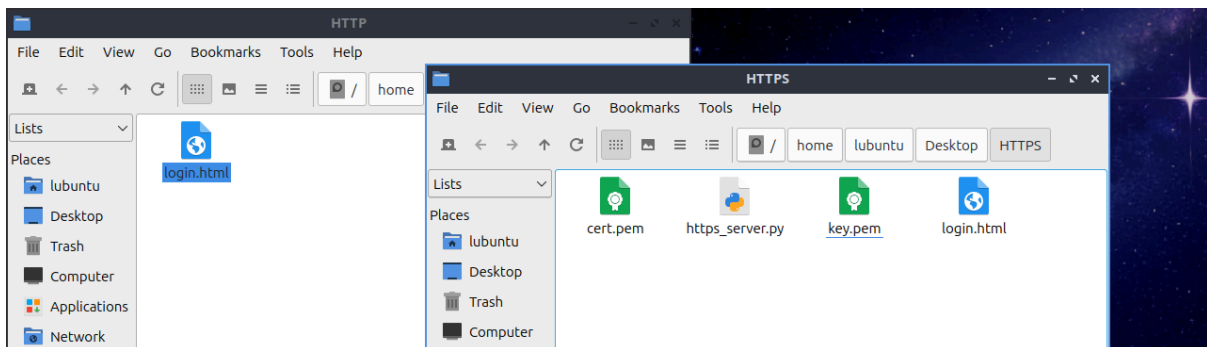 HTTP
File Edit View Go Bookmarks Tools Help
/ home
Lists
Places
lubuntu
Desktop
Trash
Computer
Applications
Network
login.html
HTTPS
File Edit View Go Bookmarks Tools Help
/ home lubuntu Desktop HTTPS
Lists
Places
lubuntu
Desktop
Trash
Computer
cert.pem https_server.py key.pem login.html